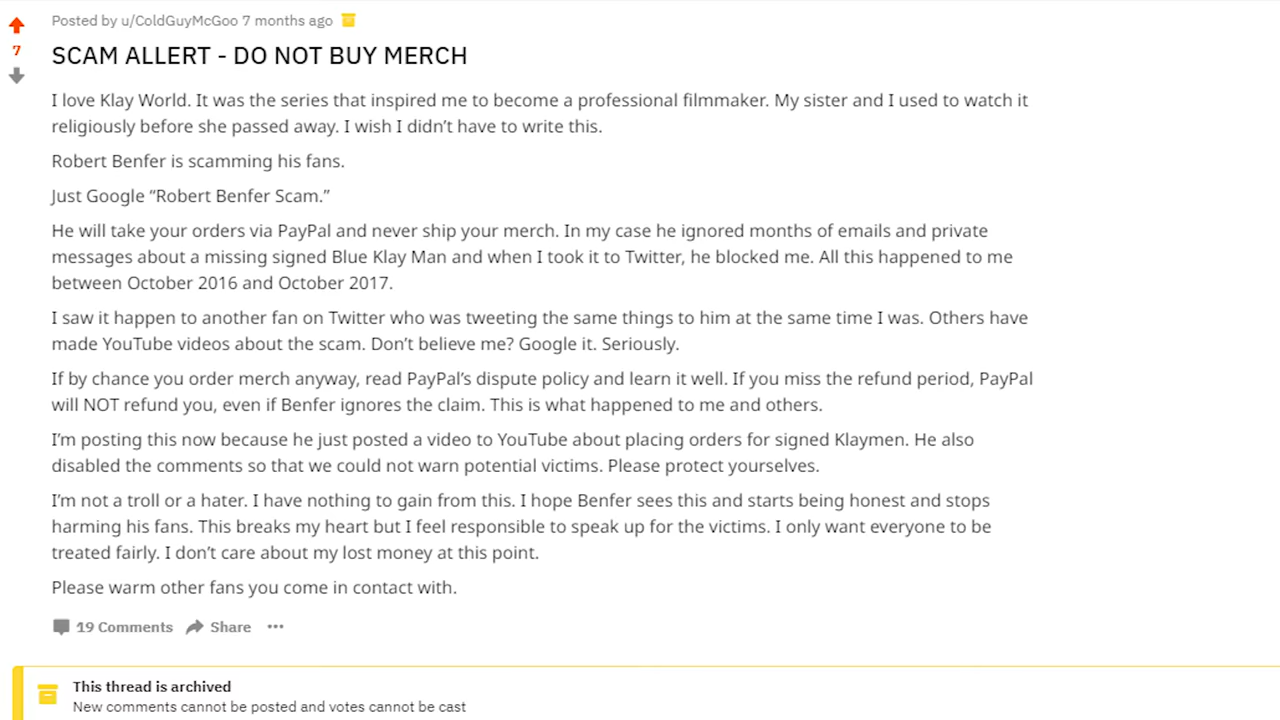 Posted by u/ColdGuyMcGoo 7 months ago
7
SCAM ALLERT - DO NOT BUY MERCH
I love Klay World. It was the series that inspired me to become a professional filmmaker. My sister and I used to watch it
religiously before she passed away. I wish I didn’t have to write this.
Robert Benfer is scamming his fans.
Just Google “Robert Benfer Scam.”
He will take your orders via PayPal and never ship your merch. In my case he ignored months of emails and private
messages about a missing signed Blue Klay Man and when I took it to Twitter, he blocked me. All this happened to me
between October 2016 and October 2017.
I saw it happen to another fan on Twitter who was tweeting the same things to him at the same time I was. Others have
made YouTube videos about the scam. Don’t believe me? Google it. Seriously.
If by chance you order merch anyway, read PayPal’s dispute policy and learn it well. If you miss the refund period, PayPal
will NOT refund you, even if Benfer ignores the claim. This is what happened to me and others.
I’m posting this now because he just posted a video to YouTube about placing orders for signed Klaymen. He also
disabled the comments so that we could not warn potential victims. Please protect yourselves.
I’m not a troll or a hater. I have nothing to gain from this. I hope Benfer sees this and starts being honest and stops
harming his fans. This breaks my heart but I feel responsible to speak up for the victims. I only want everyone to be
treated fairly. I don’t care about my lost money at this point.
Please warm other fans you come in contact with.
19 Comments Share ···
This thread is archived
New comments cannot be posted and votes cannot be cast